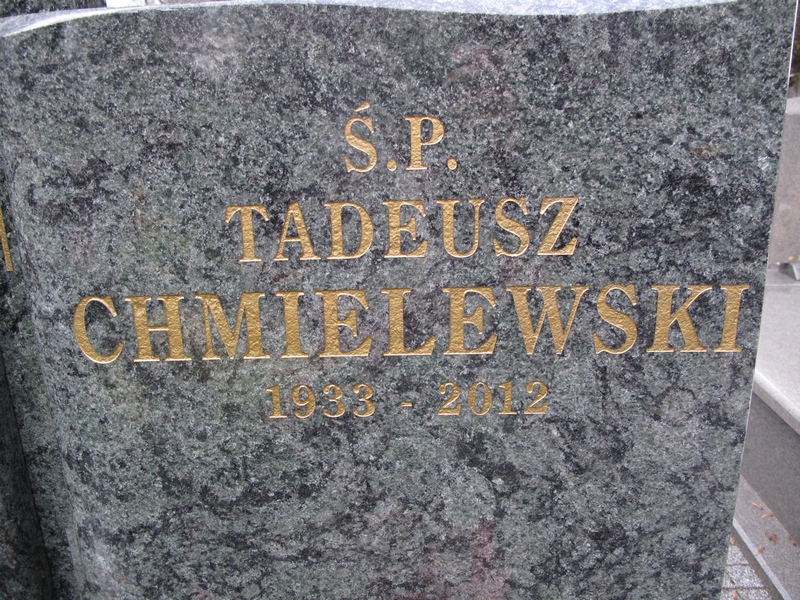 Ś.P.
TADEUSZ
CHMIELEWSKI
1933 - 2012